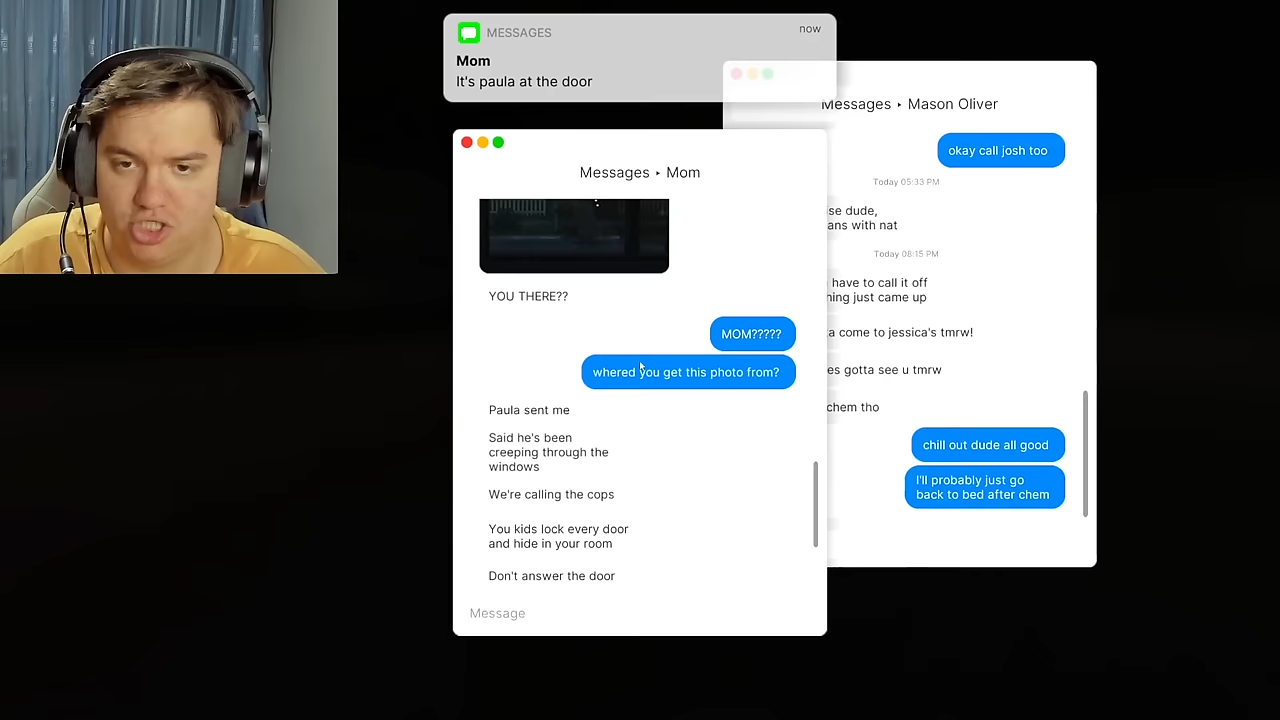 MESSAGES
now
Mom
It's paula at the door
Messages ▸ Mason Oliver
okay call josh too
Today 05:33 PM
se dude,
ans with nat
Today 08:15 PM
have to call it off
ning just came up
a come to jessica's tmrw!
es gotta see u tmrw
chem tho
chill out dude all good
I'll probably just go
back to bed after chem
Messages ▸ Mom
YOU THERE??
MOM?????
whered you get this photo from?
Paula sent me
Said he's been
creeping through the
windows
We're calling the cops
You kids lock every door
and hide in your room
Don't answer the door
Message